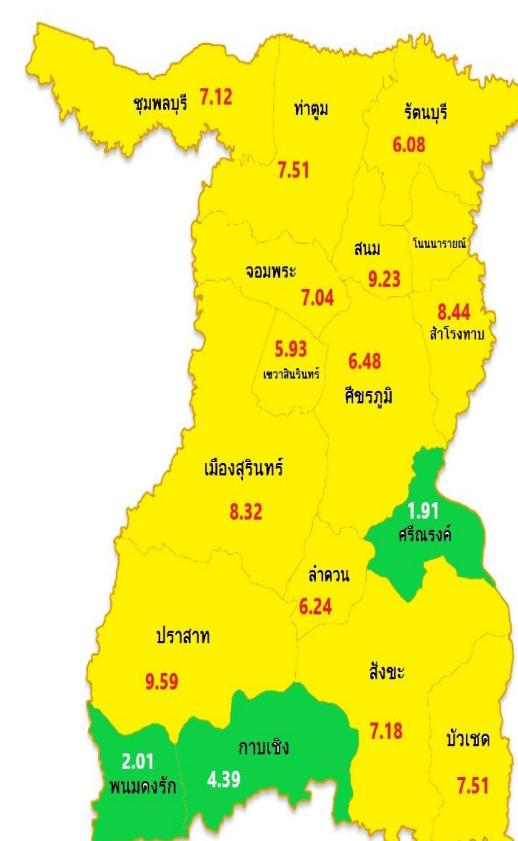 ชุมพลบุรี 7.12
ท่าตูม
7.51
รัตนบุรี
6.08
สนม
9.23
โนนนารายณ์
จอมพระ
7.04
8.44
สำโรงทาบ
5.93
เขวาสินรินทร์
6.48
ศีขรภูมิ
เมืองสุรินทร์
8.32
1.91
ศรีณรงค์
ลำดวน
6.24
ปราสาท
9.59
สังขะ
7.18
บัวเชด
7.51
กาบเชิง
4.39
2.01
พนมดงรัก